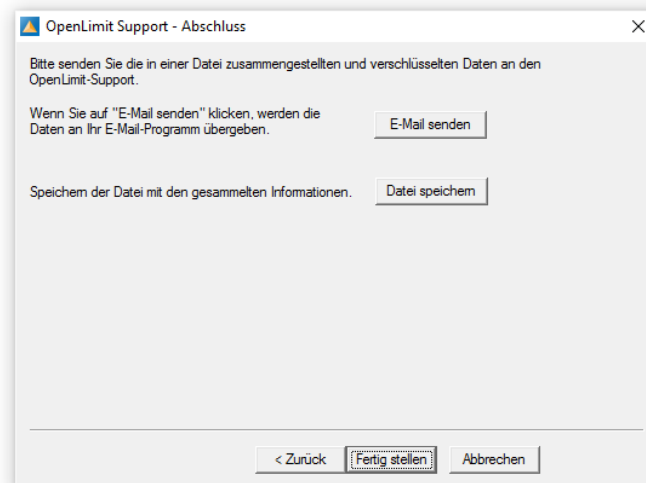 OpenLimit Support - Abschluss
Bitte senden Sie die in einer Datei zusammengestellten und verschlüsselten Daten an den
OpenLimit-Support.
Wenn Sie auf "E-Mail senden" klicken, werden die
Daten an Ihr E-Mail-Programm übergeben.
E-Mail senden
Speichern der Datei mit den gesammelten Informationen.
Datei speichern
< Zurück
Fertig stellen
Abbrechen